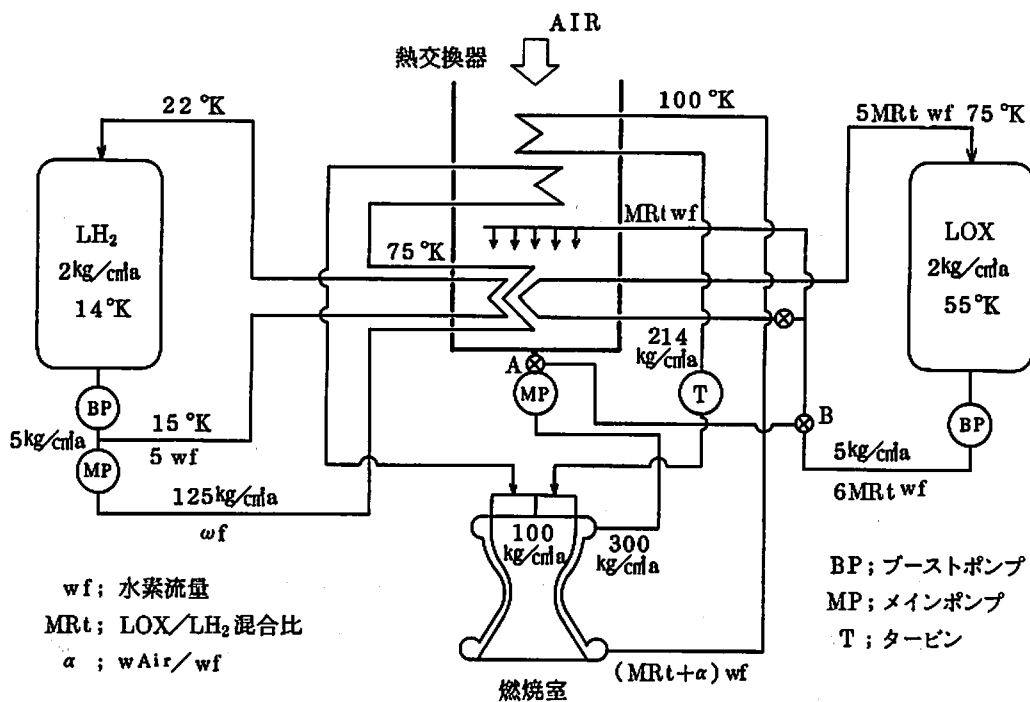 AIR
熱交換器
22 °K
100 °K
5MRt wf 75 °K
LH₂
2kg/c㎡a
14°K
MRt wf
LOX
2kg/c㎡a
55°K
75 °K
214
kg/c㎡a
A
MP
T
B
BP
BP
15 °K
5 wf
5kg/c㎡a
MP
5kg/c㎡a
6MRt wf
125kg/c㎡a
ωf
100
kg/c㎡a
300
kg/c㎡a
wf ; 水素流量
MRt ; LOX/LH₂混合比
α ; wAir/wf
BP ; ブーストポンプ
MP ; メインポンプ
T ; タービン
(MRt+α)wf
燃焼室